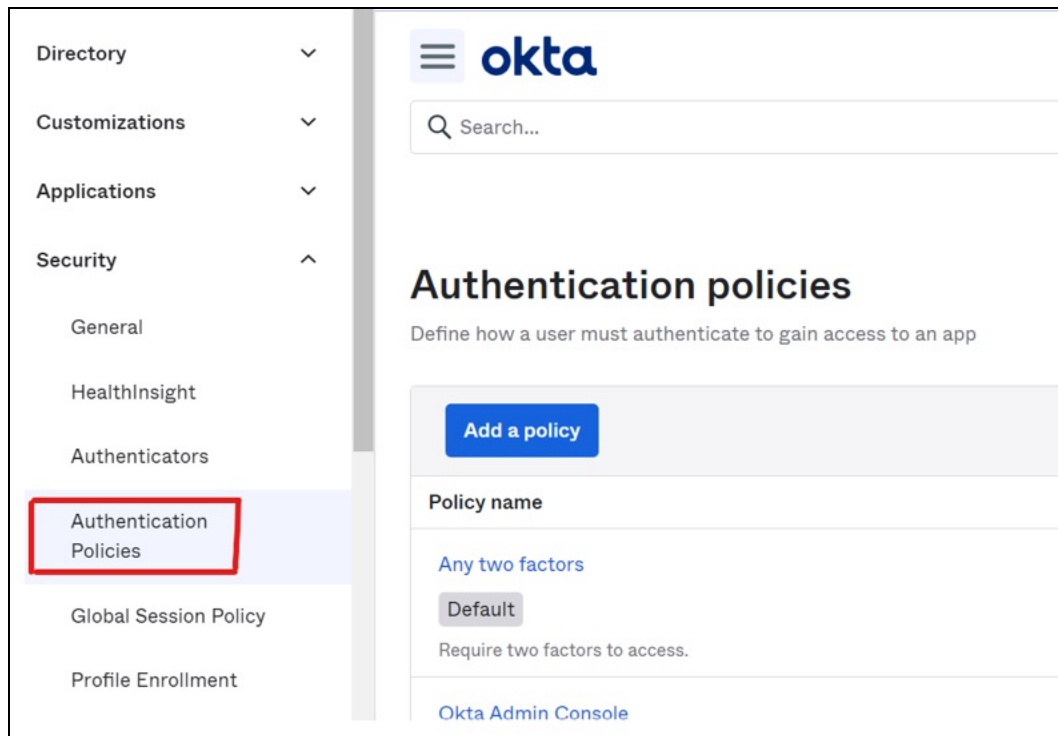 Directory
Customizations
Applications
Security
General
HealthInsight
Authenticators
Authentication
Policies
Global Session Policy
Profile Enrollment
okta
Search...
Authentication policies
Define how a user must authenticate to gain access to an app
Add a policy
Policy name
Any two factors
Default
Require two factors to access.
Okta Admin Console